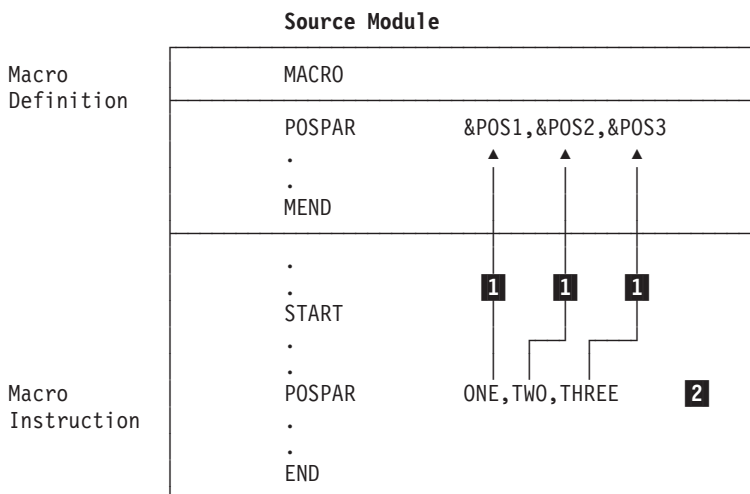 Source Module
Macro MACRO
Definition
POSPAR &POS1,&POS2,&POS3
.
.
MEND
.
.
1 1 1
START
.
.
Macro POSPAR ONE,TWO,THREE 2
Instruction .
.
END